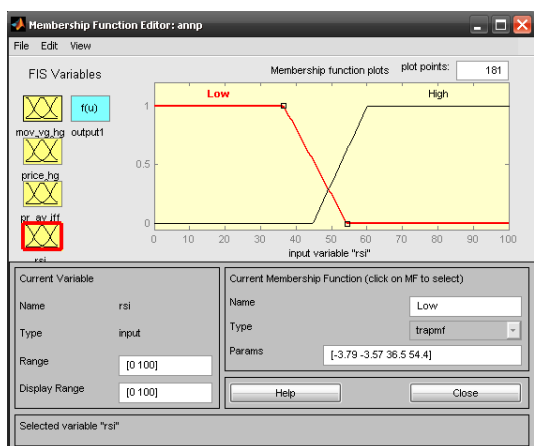 Membership Function Editor: annp
File Edit View
FIS Variables
Membership function plots
plot points:
181
f(u)
mov_vg_hg
output1
price_hg
pr_av_iff
rsi
Low
High
1
0.5
0
0 10 20 30 40 50 60 70 80 90 100
input variable "rsi"
Current Variable
Name rsi
Type input
Range [0 100]
Display Range [0 100]
Current Membership Function (click on MF to select)
Name Low
Type trapmf
Params [-3.79 -3.57 36.5 54.4]
Help Close
Selected variable "rsi"